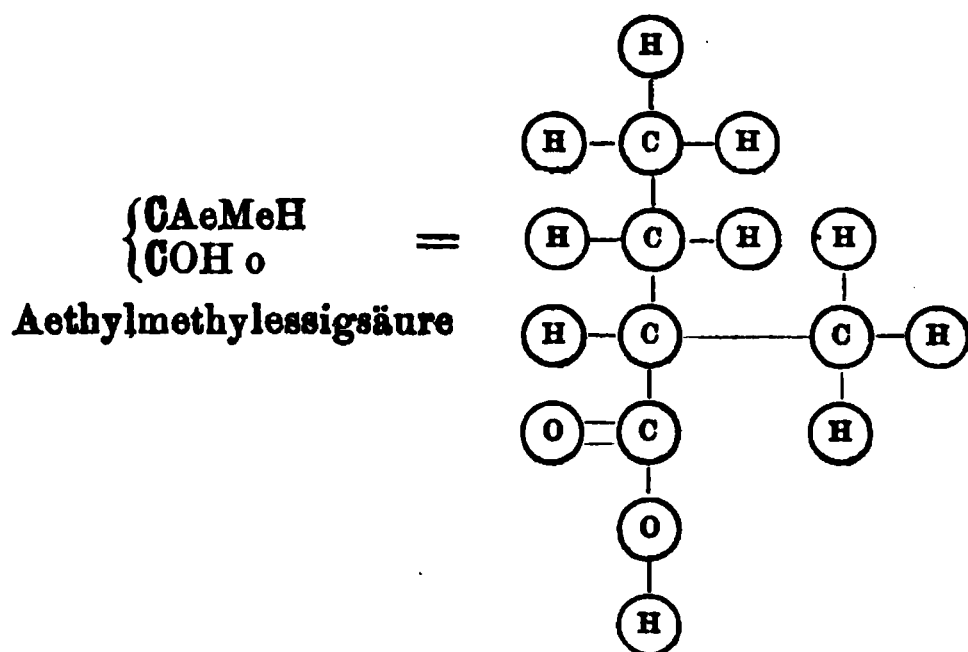 {CAeMeH
{COH o
=
Aethylmethylessigsäure
H
H C H
H C H H
H C C H
O C H
O
H